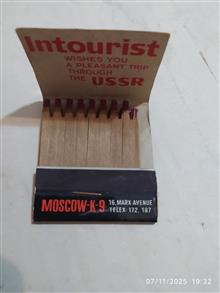 Intourist
WISHES YOU
A PLEASANT TRIP
THROUGH
THE USSR
MOSCOW-K-9
16, MARX AVENUE
TELEX 172, 187
07/11/2025 19:32